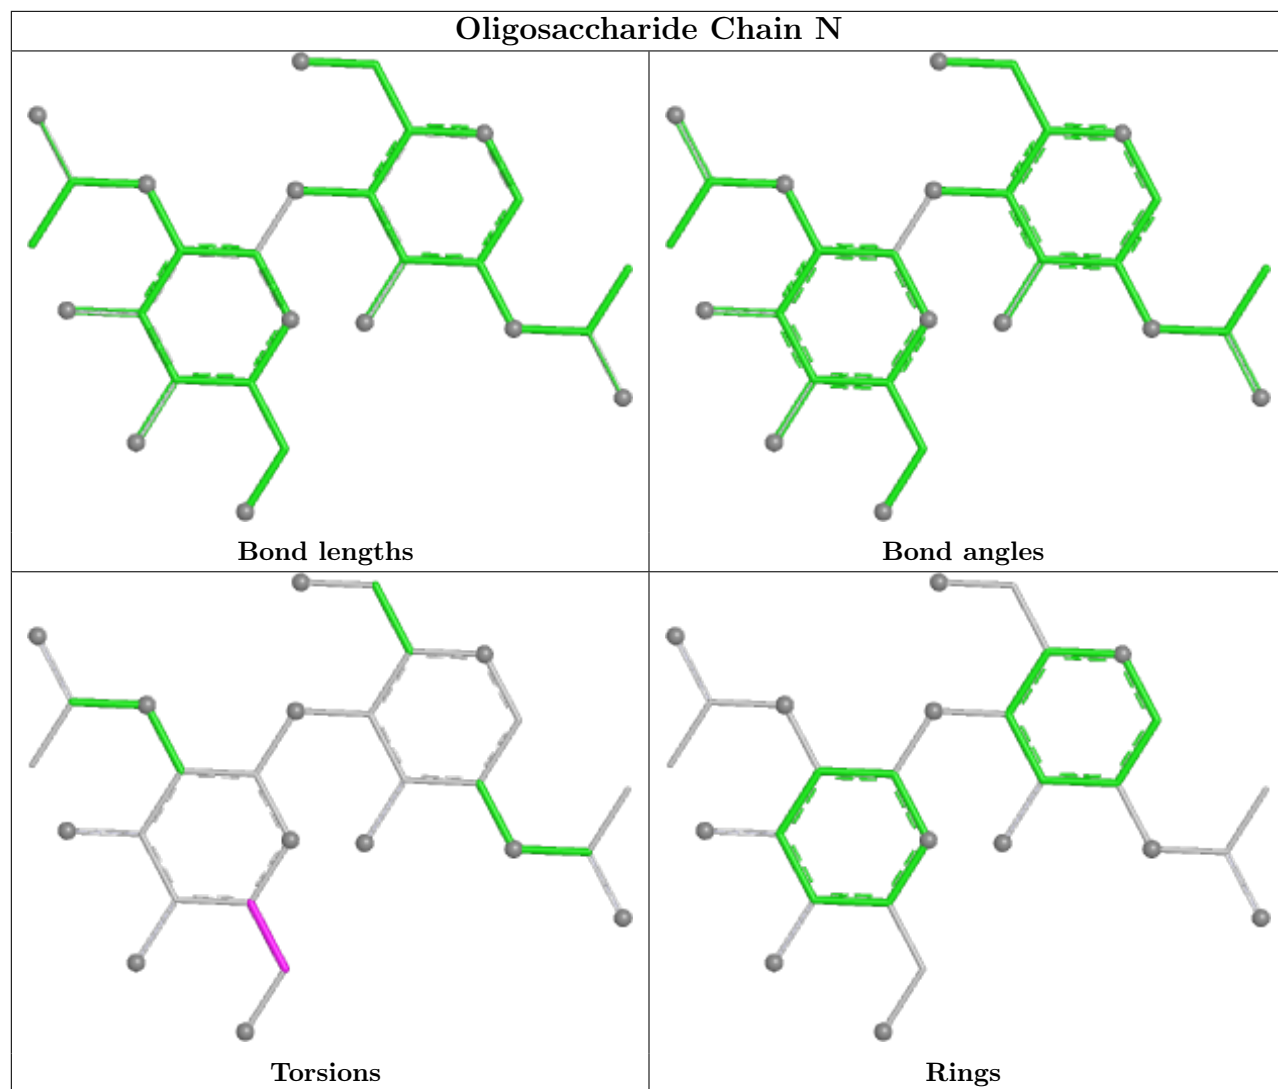 Oligosaccharide Chain N
Bond lengths
Bond angles
Torsions
Rings